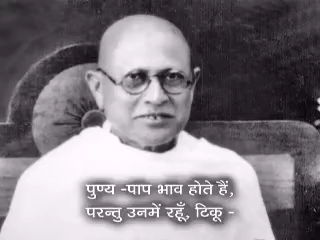 पुण्य -पाप भाव होते हैं,
परन्तु उनमें रहूँ, टिकू -